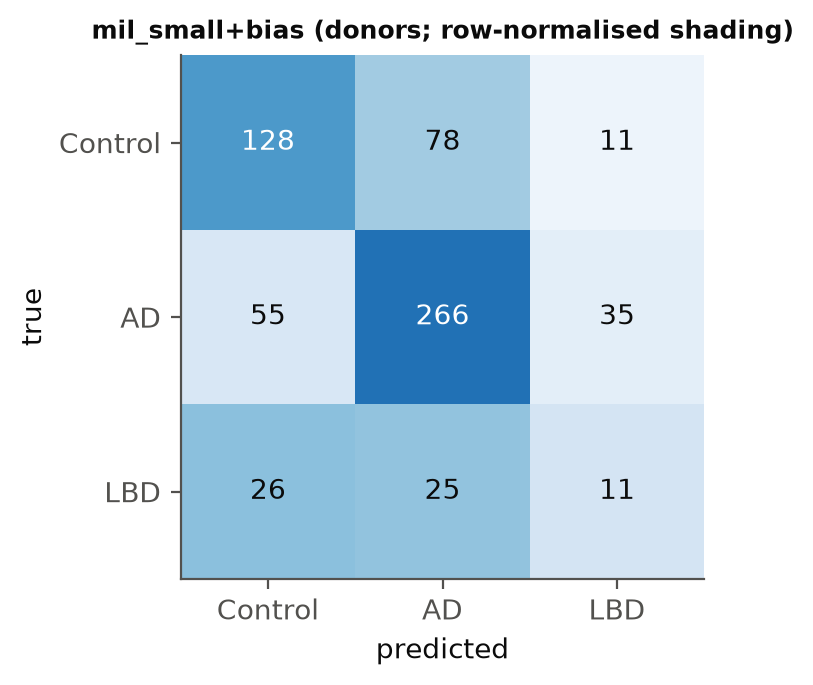 mil_small+bias (donors; row-normalised shading)
Control 128 78 11
true
AD 55 266 35
LBD 26 25 11
Control AD LBD
predicted